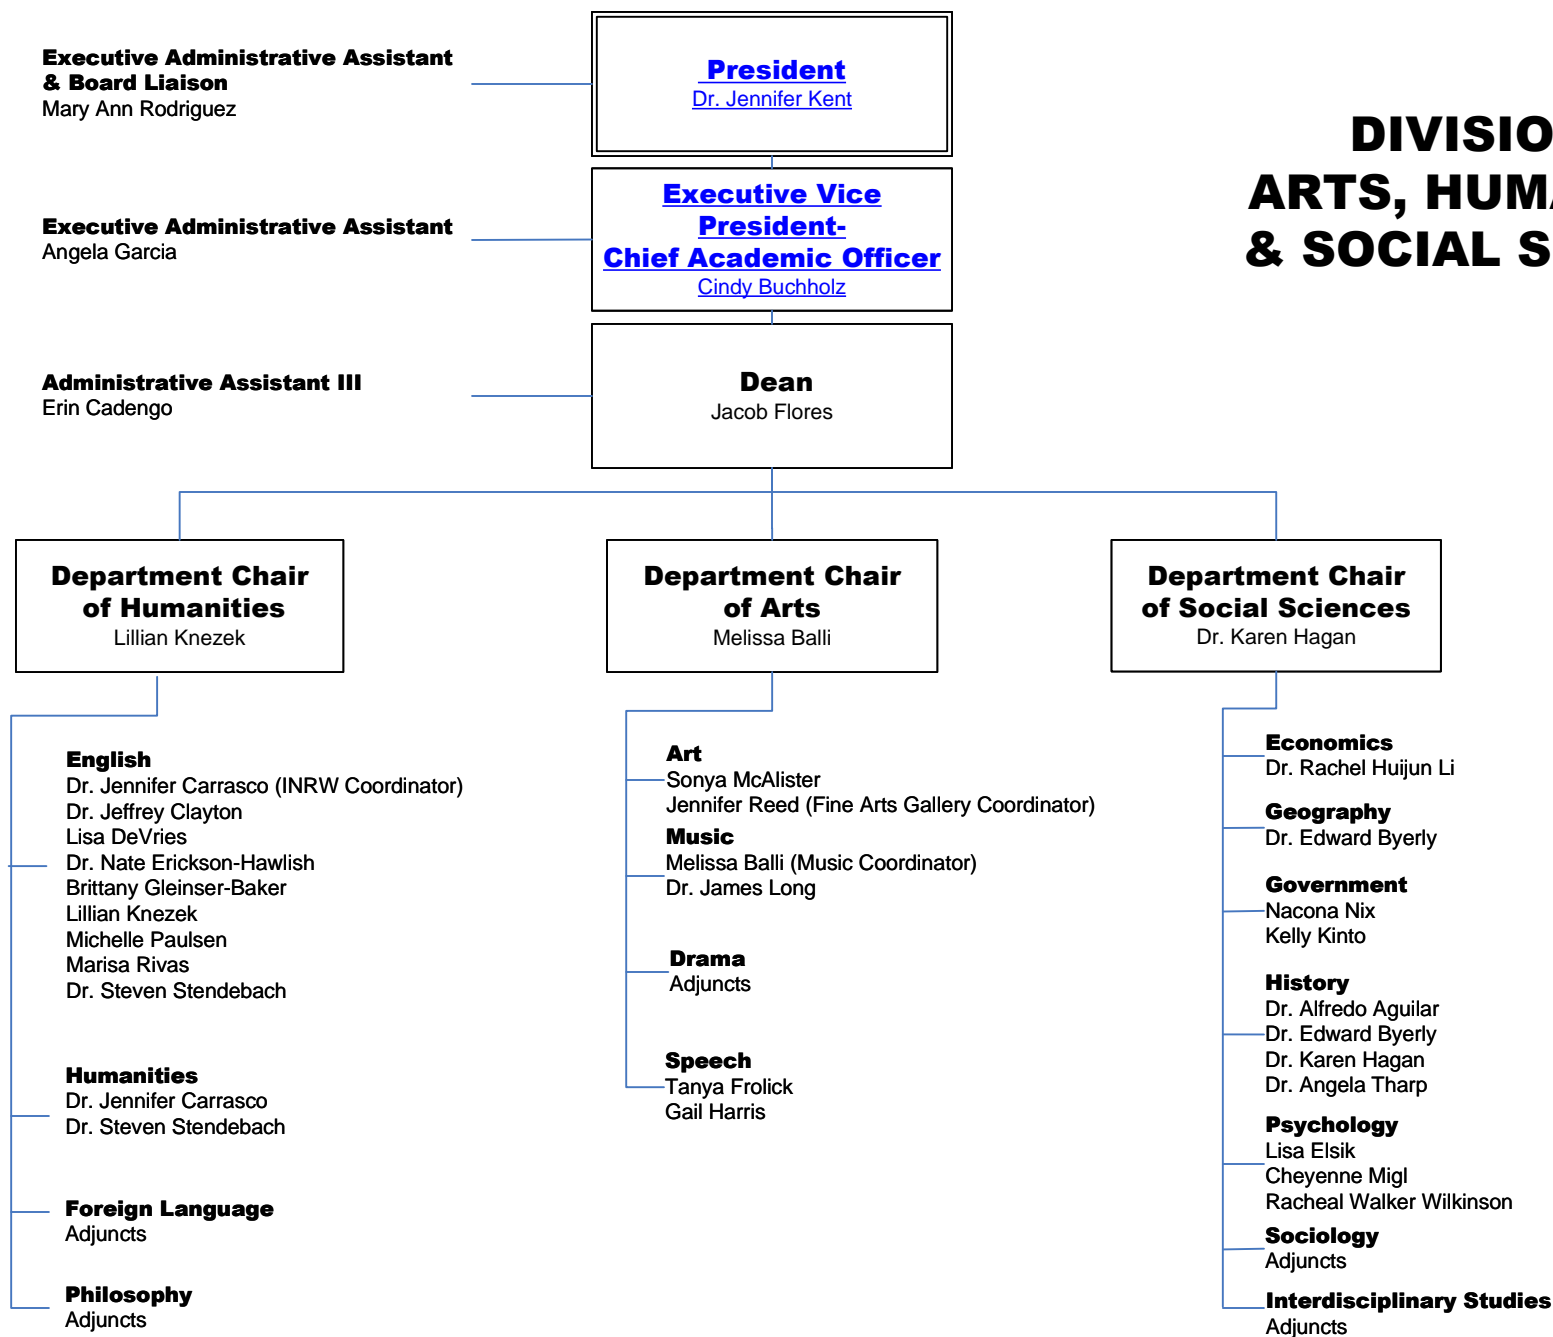 Executive Administrative Assistant
& Board Liaison
Mary Ann Rodriguez
President
Dr. Jennifer Kent
DIVISIO
ARTS, HUM
& SOCIAL S
Executive Administrative Assistant
Angela Garcia
Executive Vice
President-
Chief Academic Officer
Cindy Buchholz
Administrative Assistant III
Erin Cadengo
Dean
Jacob Flores
Department Chair
of Humanities
Lillian Knezek
Department Chair
of Arts
Melissa Balli
Department Chair
of Social Sciences
Dr. Karen Hagan
English
Dr. Jennifer Carrasco (INRW Coordinator)
Dr. Jeffrey Clayton
Lisa DeVries
Dr. Nate Erickson-Hawlish
Brittany Gleinser-Baker
Lillian Knezek
Michelle Paulsen
Marisa Rivas
Dr. Steven Stendebach
Humanities
Dr. Jennifer Carrasco
Dr. Steven Stendebach
Foreign Language
Adjuncts
Philosophy
Adjuncts
Art
Sonya McAlister
Jennifer Reed (Fine Arts Gallery Coordinator)
Music
Melissa Balli (Music Coordinator)
Dr. James Long
Drama
Adjuncts
Speech
Tanya Frolick
Gail Harris
Economics
Dr. Rachel Huijun Li
Geography
Dr. Edward Byerly
Government
Nacona Nix
Kelly Kinto
History
Dr. Alfredo Aguilar
Dr. Edward Byerly
Dr. Karen Hagan
Dr. Angela Tharp
Psychology
Lisa Elsik
Cheyenne Migl
Racheal Walker Wilkinson
Sociology
Adjuncts
Interdisciplinary Studies
Adjuncts